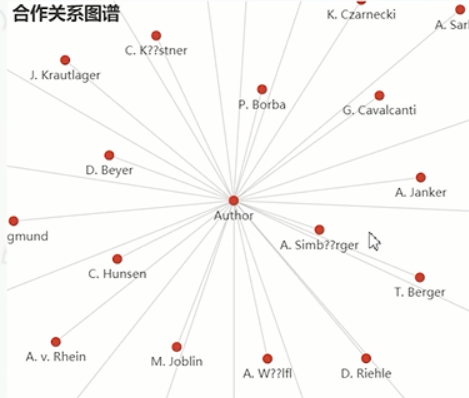 合作关系图谱
K. Czarnecki
A. Sarl
C. K??stner
J. Krautlager
P. Borba
G. Cavalcanti
D. Beyer
A. Janker
Author
gmund
A. Simb??rger
C. Hunsen
T. Berger
A. v. Rhein
M. Joblin
A. W??lfl
D. Riehle